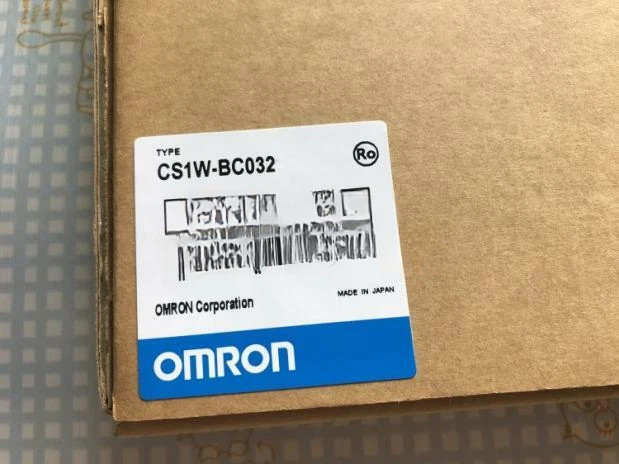 TYPE
CS1W-BC032
Ro
OMRON Corporation
MADE IN JAPAN
OMRON